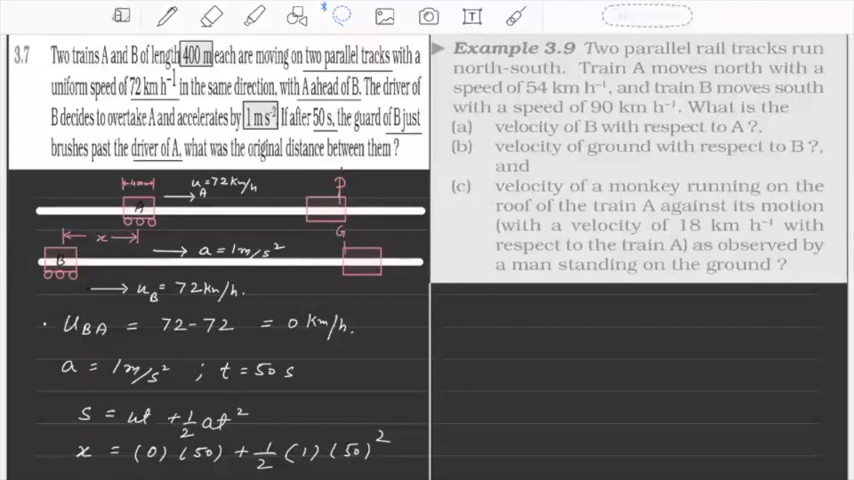 3.7 Two trains A and B of length 400 m each are moving on two parallel tracks with a
uniform speed of 72 km h⁻¹ in the same direction, with A ahead of B. The driver of
B decides to overtake A and accelerates by 1 m s⁻². If after 50 s, the guard of B just
brushes past the driver of A, what was the original distance between them ?
400m
u_A = 72 km/h
D
A
x
G
a = 1 m/s²
B
u_B = 72 km/h.
. u_BA = 72 - 72 = 0 km/h.
a = 1 m/s² ; t = 50 s
s = ut + 1/2 at²
x = (0) (50) + 1/2 (1) (50)²
Example 3.9 Two parallel rail tracks run
north-south. Train A moves north with a
speed of 54 km h⁻¹, and train B moves south
with a speed of 90 km h⁻¹. What is the
(a) velocity of B with respect to A ?,
(b) velocity of ground with respect to B ?,
and
(c) velocity of a monkey running on the
roof of the train A against its motion
(with a velocity of 18 km h⁻¹ with
respect to the train A) as observed by
a man standing on the ground ?